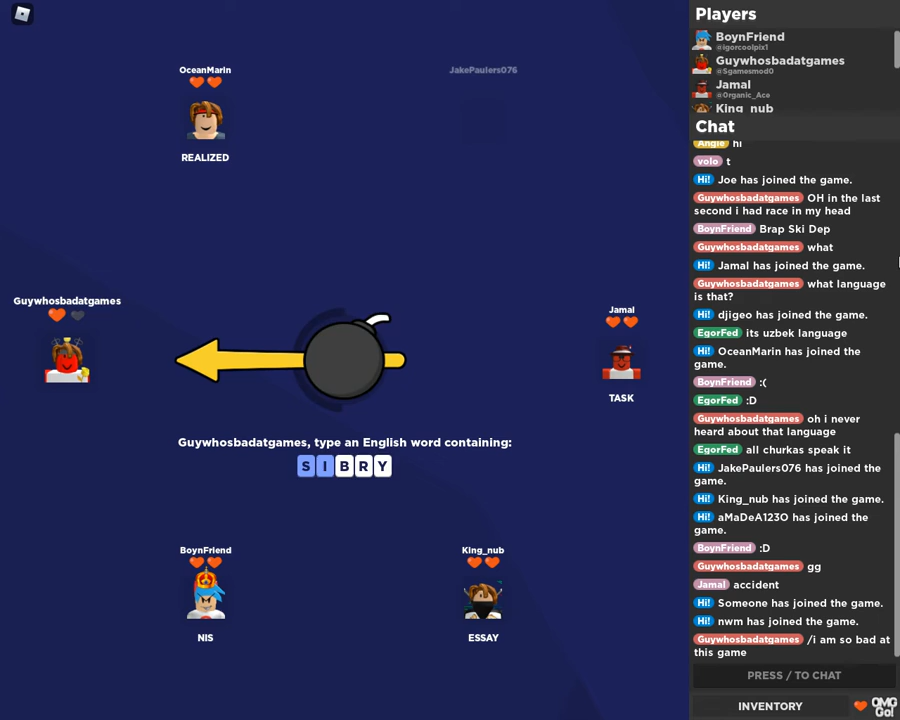 OceanMarin
REALIZED
JakePaulers076
Guywhosbadatgames
Jamal
TASK
Guywhosbadatgames, type an English word containing:
SIBRY
BoynFriend
NIS
King_nub
ESSAY
Players
BoynFriend
@igorcoolpix1
Guywhosbadatgames
@Sgamesmod0
Jamal
@Organic_Ace
King_nub
Chat
Angle hi
volo t
Hi! Joe has joined the game.
Guywhosbadatgames OH in the last
second i had race in my head
BoynFriend Brap Ski Dep
Guywhosbadatgames what
Hi! Jamal has joined the game.
Guywhosbadatgames what language
is that?
Hi! djigeo has joined the game.
EgorFed its uzbek language
Hi! OceanMarin has joined the
game.
BoynFriend :(
EgorFed :D
Guywhosbadatgames oh i never
heard about that language
EgorFed all churkas speak it
Hi! JakePaulers076 has joined the
game.
Hi! King_nub has joined the game.
Hi! aMaDeA123O has joined the
game.
BoynFriend :D
Guywhosbadatgames gg
Jamal accident
Hi! Someone has joined the game.
Hi! nwm has joined the game.
Guywhosbadatgames /i am so bad at
this game
PRESS / TO CHAT
INVENTORY
OMG
Go!